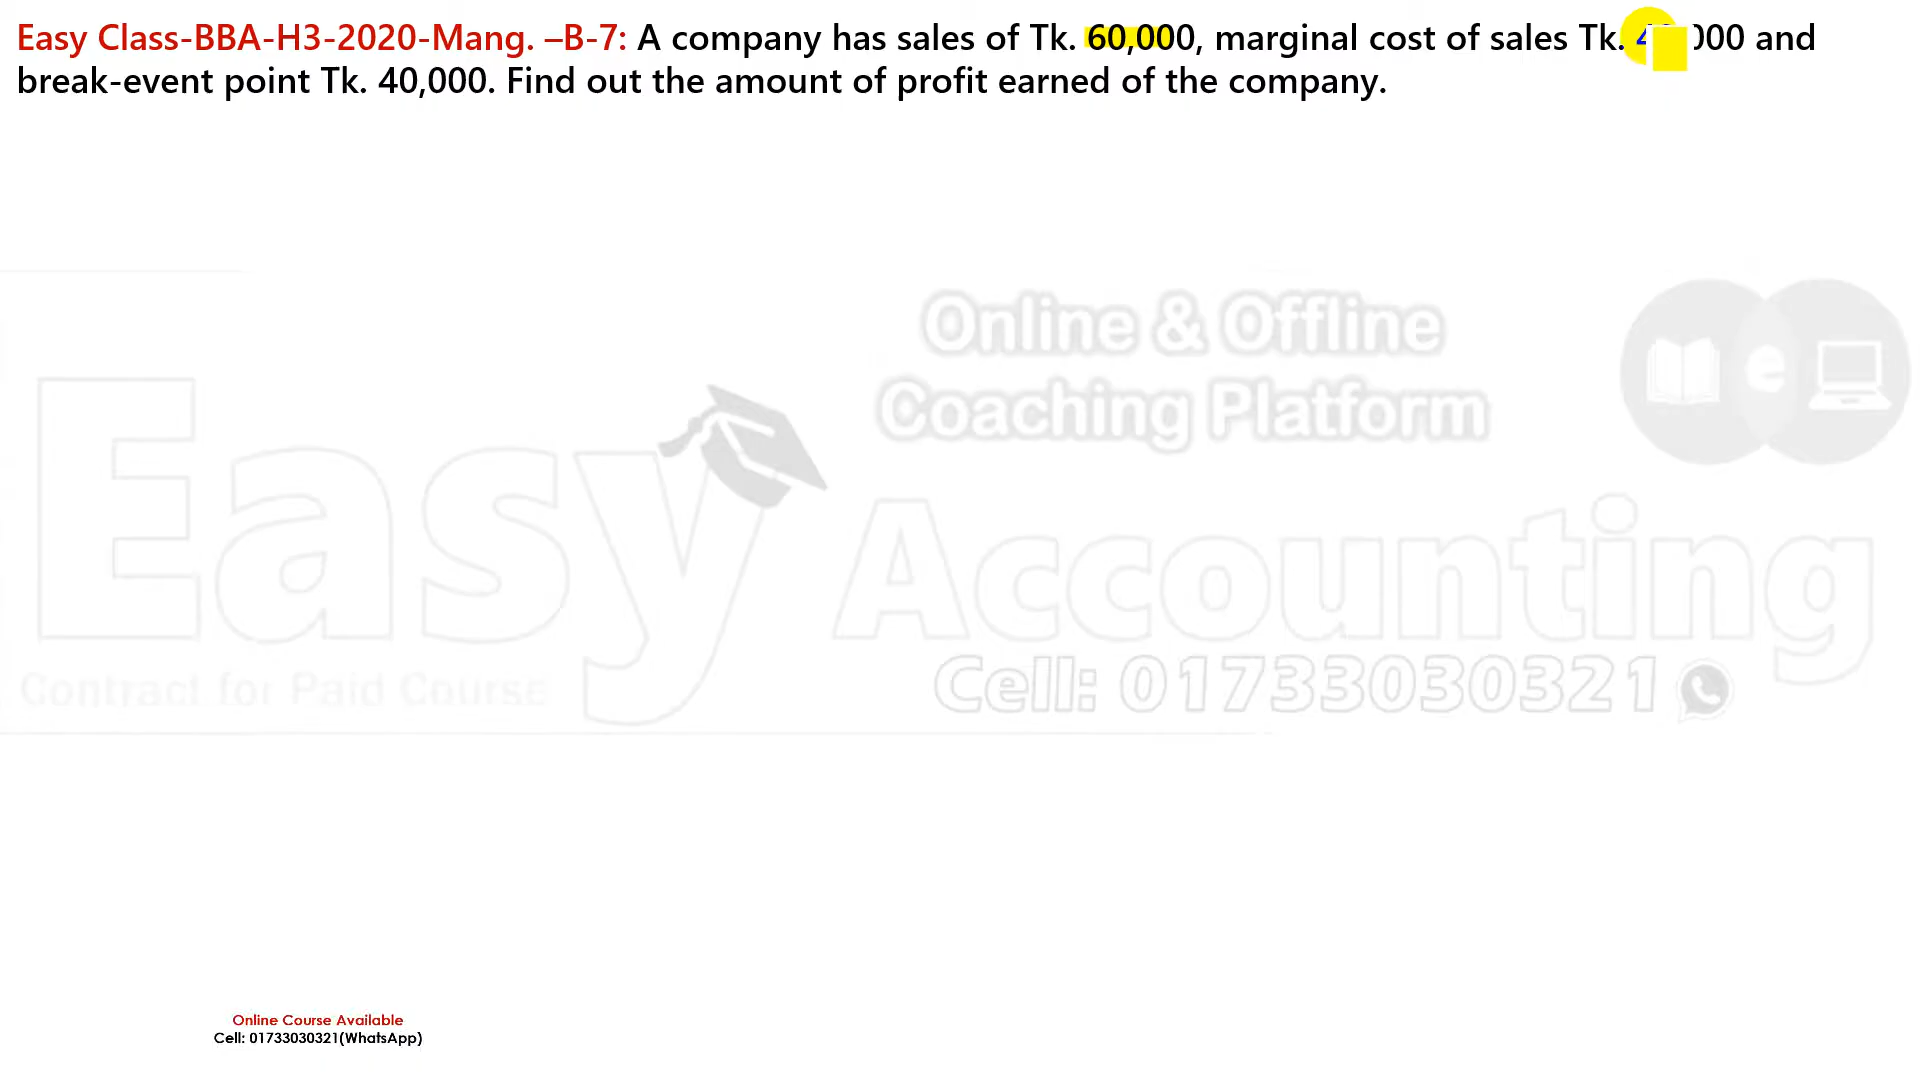 Easy Class-BBA-H3-2020-Mang. –B-7: A company has sales of Tk. 60,000, marginal cost of sales Tk. and
break-event point Tk. 40,000. Find out the amount of profit earned of the company.
Online & Offline
Coaching Platform
e
Easy Accounting
Contract for Paid Course
Cell: 01733030321
Online Course Available
Cell: 01733030321(WhatsApp)